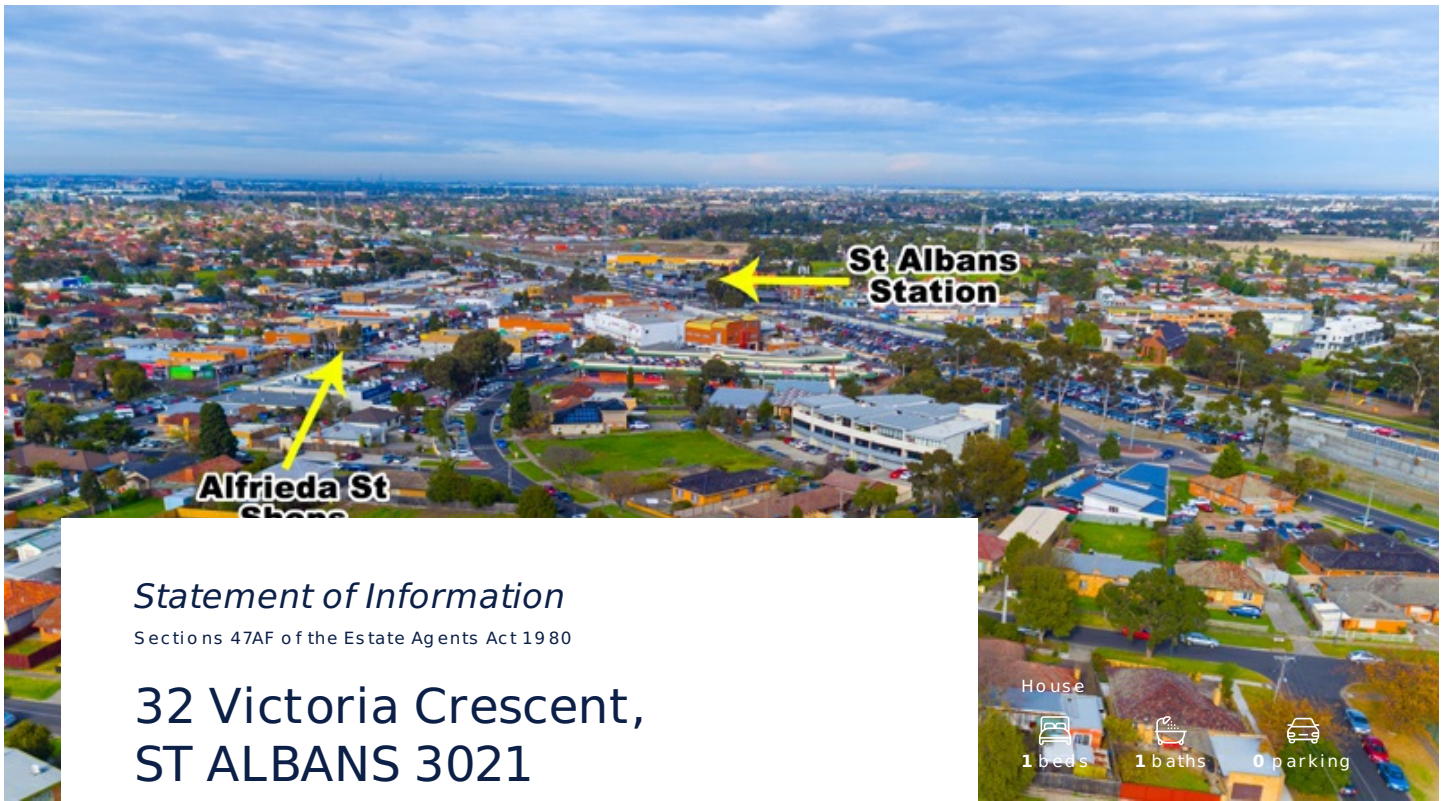 St Albans
Station
Alfrieda St
Shops
Statement of Information
Sections 47AF of the Estate Agents Act 1980
32 Victoria Crescent,
ST ALBANS 3021
House
1 beds 1 baths 0 parking